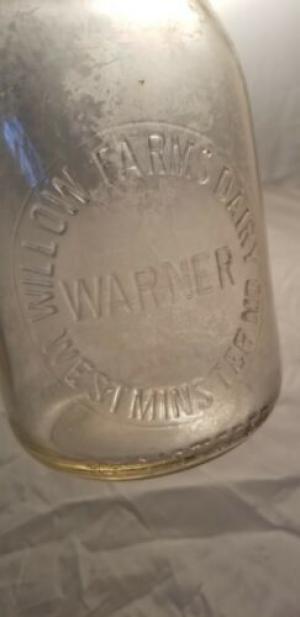 WILLOW FARMS DAIRY
WARNER
WESTMINSTER MD.